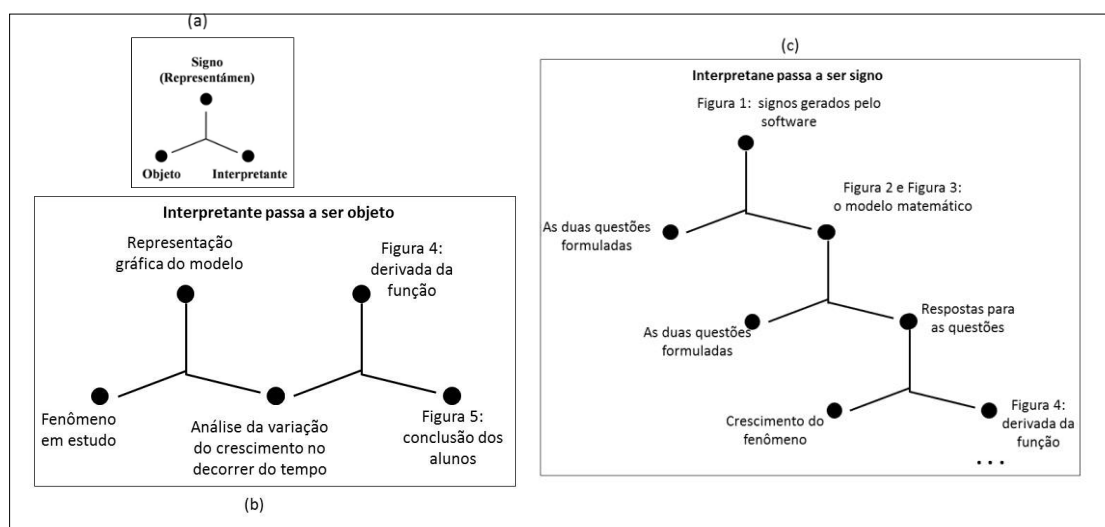 (a)
Signo
(Representámen)
Objeto
Interpretante
Interpretante passa a ser objeto
Representação
gráfica do modelo
Figura 4:
derivada da
função
Fenômeno
em estudo
Análise da variação
do crescimento no
decorrer do tempo
Figura 5:
conclusão dos
alunos
(b)
(c)
Interpretane passa a ser signo
Figura 1: signos gerados pelo
software
Figura 2 e Figura 3:
o modelo matemático
As duas questões
formuladas
As duas questões
formuladas
Respostas para
as questões
Crescimento do
fenômeno
Figura 4:
derivada da
função
...